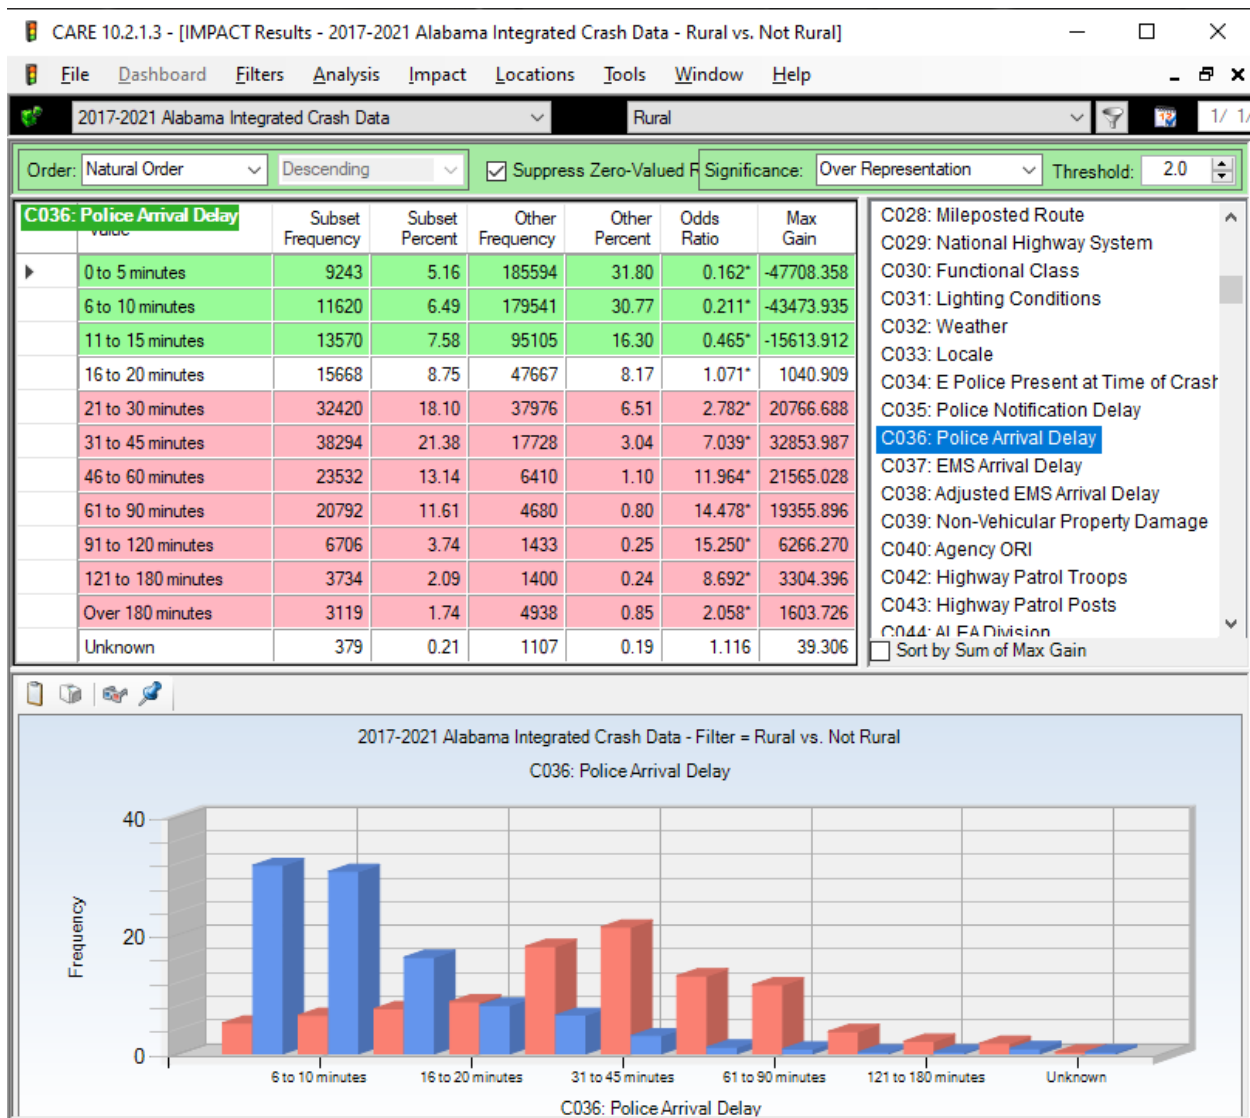 CARE 10.2.1.3 - [IMPACT Results - 2017-2021 Alabama Integrated Crash Data - Rural vs. Not Rural]
File Dashboard Filters Analysis Impact Locations Tools Window Help
2017-2021 Alabama Integrated Crash Data Rural 1/ 1/
Order: Natural Order Descending Suppress Zero-Valued R Significance: Over Representation Threshold: 2.0
C036: Police Arrival Delay
Value Subset Frequency Subset Percent Other Frequency Other Percent Odds Ratio Max Gain
0 to 5 minutes 9243 5.16 185594 31.80 0.162* -47708.358
6 to 10 minutes 11620 6.49 179541 30.77 0.211* -43473.935
11 to 15 minutes 13570 7.58 95105 16.30 0.465* -15613.912
16 to 20 minutes 15668 8.75 47667 8.17 1.071* 1040.909
21 to 30 minutes 32420 18.10 37976 6.51 2.782* 20766.688
31 to 45 minutes 38294 21.38 17728 3.04 7.039* 32853.987
46 to 60 minutes 23532 13.14 6410 1.10 11.964* 21565.028
61 to 90 minutes 20792 11.61 4680 0.80 14.478* 19355.896
91 to 120 minutes 6706 3.74 1433 0.25 15.250* 6266.270
121 to 180 minutes 3734 2.09 1400 0.24 8.692* 3304.396
Over 180 minutes 3119 1.74 4938 0.85 2.058* 1603.726
Unknown 379 0.21 1107 0.19 1.116 39.306
C028: Mileposted Route
C029: National Highway System
C030: Functional Class
C031: Lighting Conditions
C032: Weather
C033: Locale
C034: E Police Present at Time of Crash
C035: Police Notification Delay
C036: Police Arrival Delay
C037: EMS Arrival Delay
C038: Adjusted EMS Arrival Delay
C039: Non-Vehicular Property Damage
C040: Agency ORI
C042: Highway Patrol Troops
C043: Highway Patrol Posts
C044: ALEA Division
Sort by Sum of Max Gain
2017-2021 Alabama Integrated Crash Data - Filter = Rural vs. Not Rural
C036: Police Arrival Delay
40
20
0
Frequency
6 to 10 minutes 16 to 20 minutes 31 to 45 minutes 61 to 90 minutes 121 to 180 minutes Unknown
C036: Police Arrival Delay